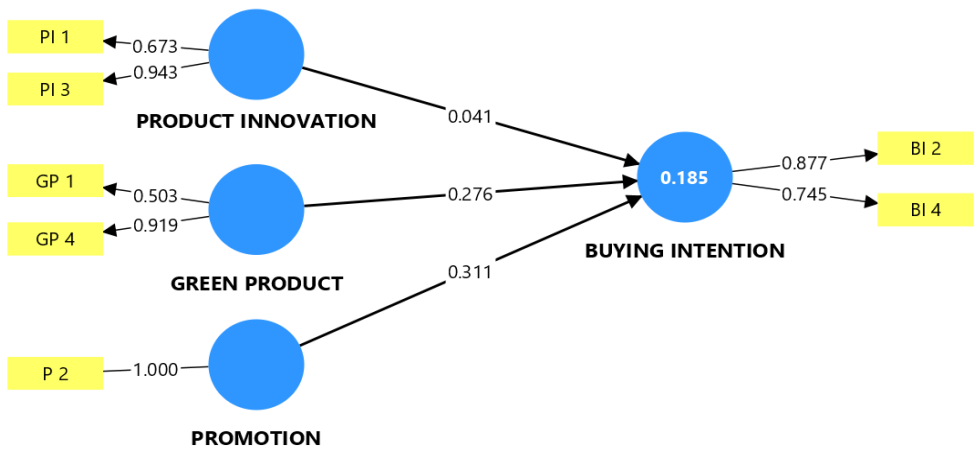 PI 1
0.673
0.943
PI 3
PRODUCT INNOVATION
0.041
GP 1
0.503
0.919
GP 4
GREEN PRODUCT
0.276
0.185
BUYING INTENTION
0.877
BI 2
0.745
BI 4
0.311
P 2
1.000
PROMOTION